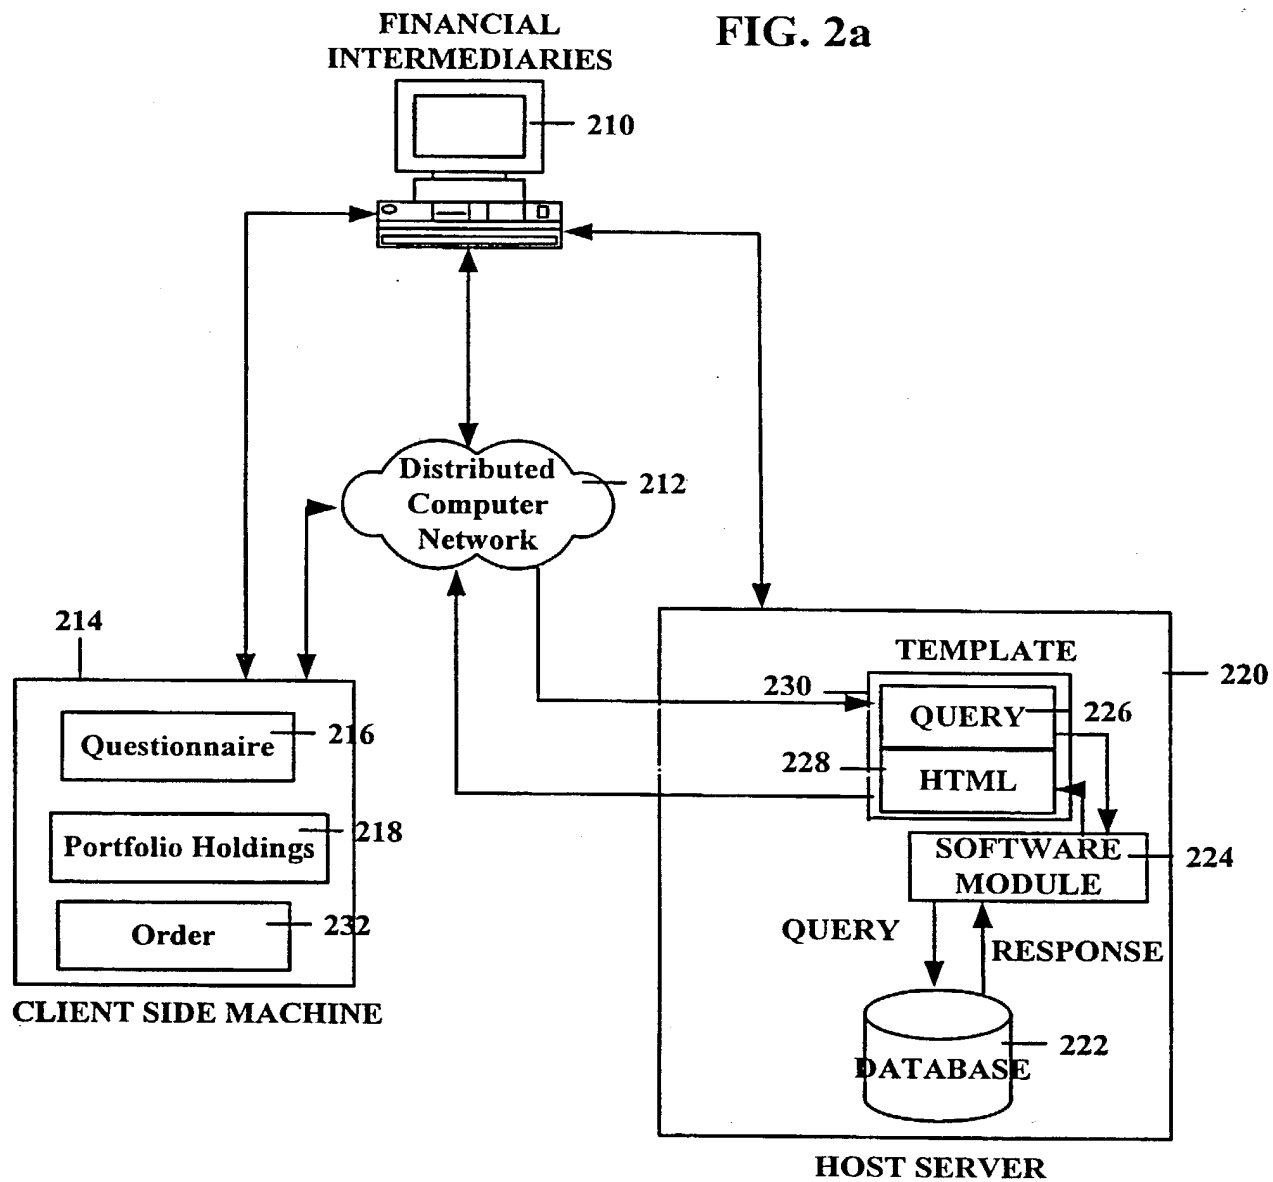 FINANCIAL
INTERMEDIARIES
FIG. 2a
210
Distributed
Computer
Network
212
214
Questionnaire
216
Portfolio Holdings
218
Order
232
CLIENT SIDE MACHINE
TEMPLATE
220
230
QUERY
226
228
HTML
SOFTWARE
MODULE
224
QUERY
RESPONSE
DATABASE
222
HOST SERVER